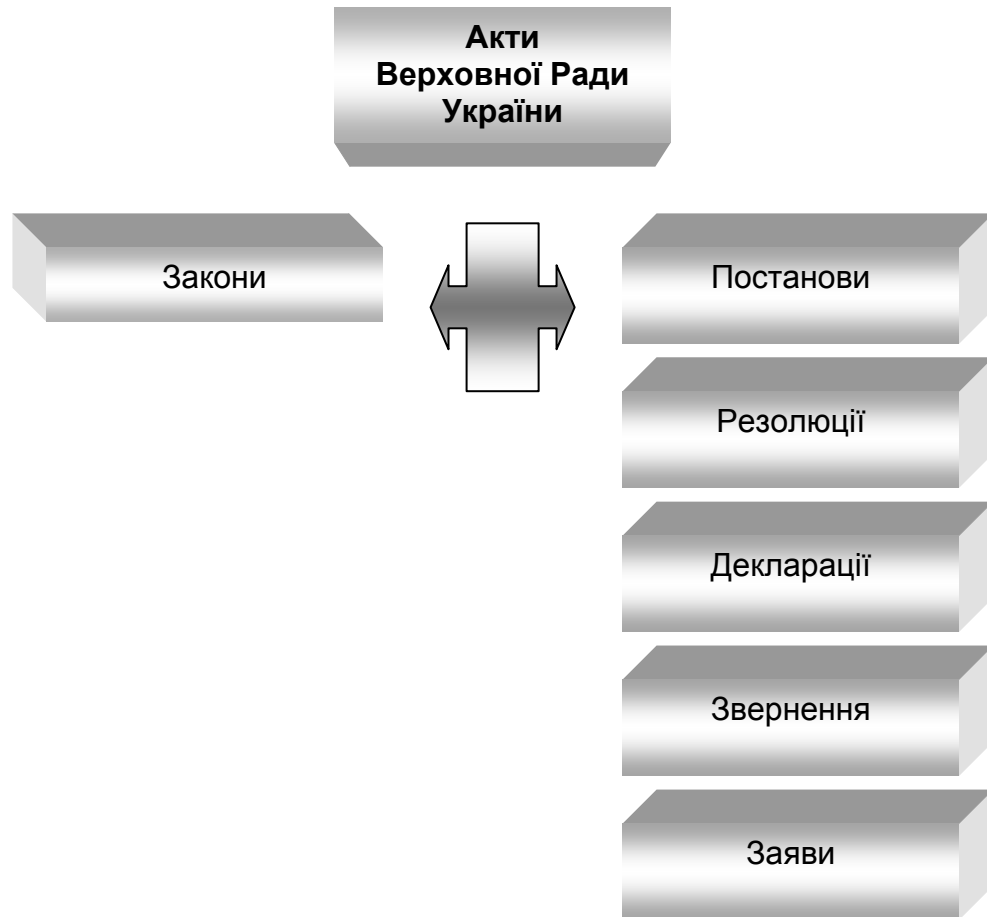 Акти
Верховної Ради
України
Закони
Постанови
Резолюції
Декларації
Звернення
Заяви